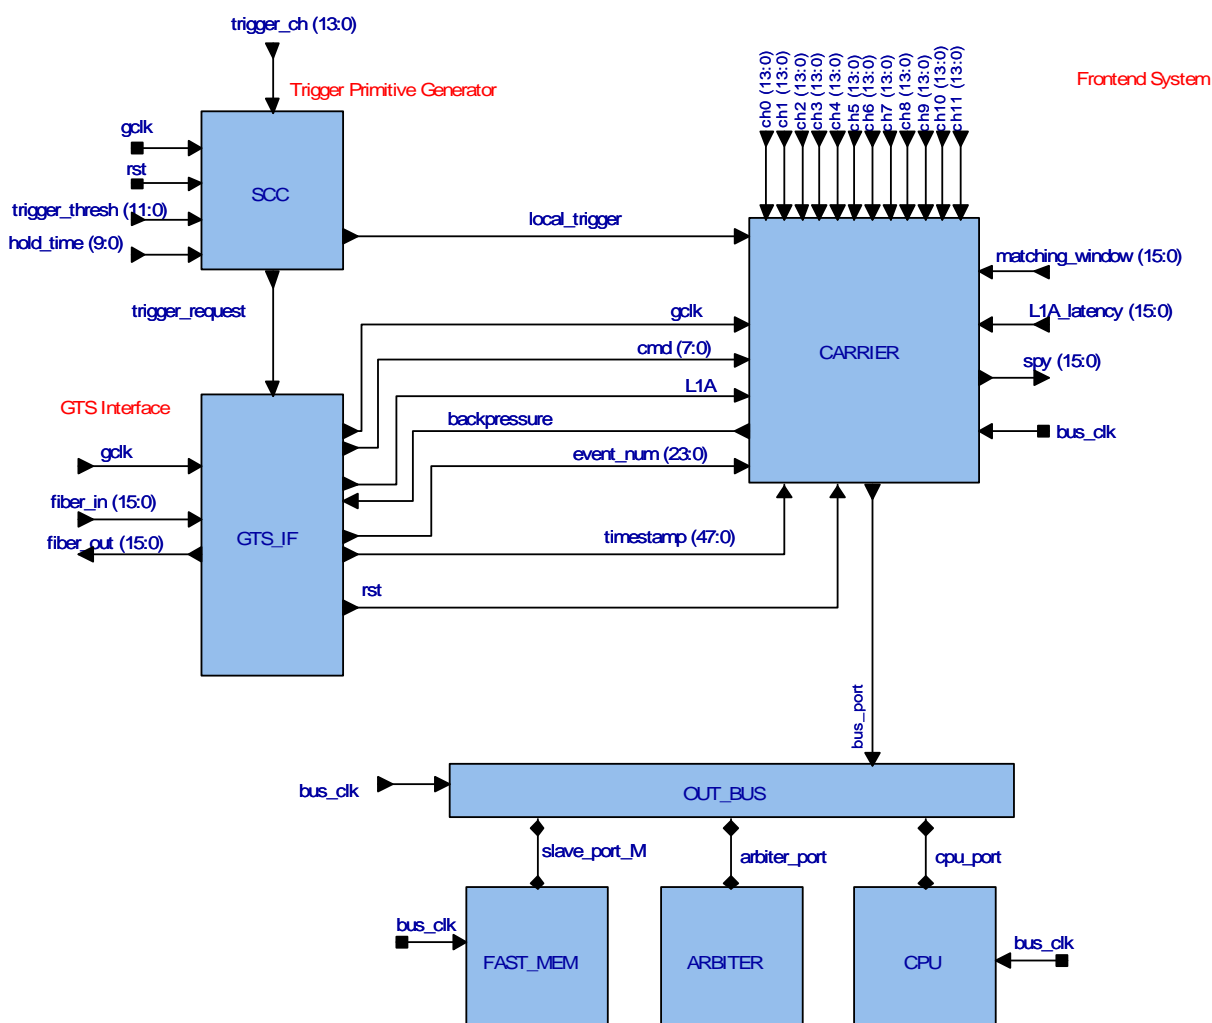 trigger_ch (13:0)
Trigger Primitive Generator
Frontend System
ch0 (13:0)
ch1 (13:0)
ch2 (13:0)
ch3 (13:0)
ch4 (13:0)
ch5 (13:0)
ch6 (13:0)
ch7 (13:0)
ch8 (13:0)
ch9 (13:0)
ch10 (13:0)
ch11 (13:0)
gclk
rst
SCC
trigger_thresh (11:0)
hold_time (9:0)
local_trigger
matching_window (15:0)
trigger_request
gclk
L1A_latency (15:0)
cmd (7:0)
CARRIER
spy (15:0)
L1A
GTS Interface
backpressure
bus_clk
gclk
event_num (23:0)
fiber_in (15:0)
GTS_IF
timestamp (47:0)
fiber_out (15:0)
rst
bus_port
bus_clk
OUT_BUS
slave_port_M
arbiter_port
cpu_port
bus_clk
bus_clk
FAST_MEM
ARBITER
CPU